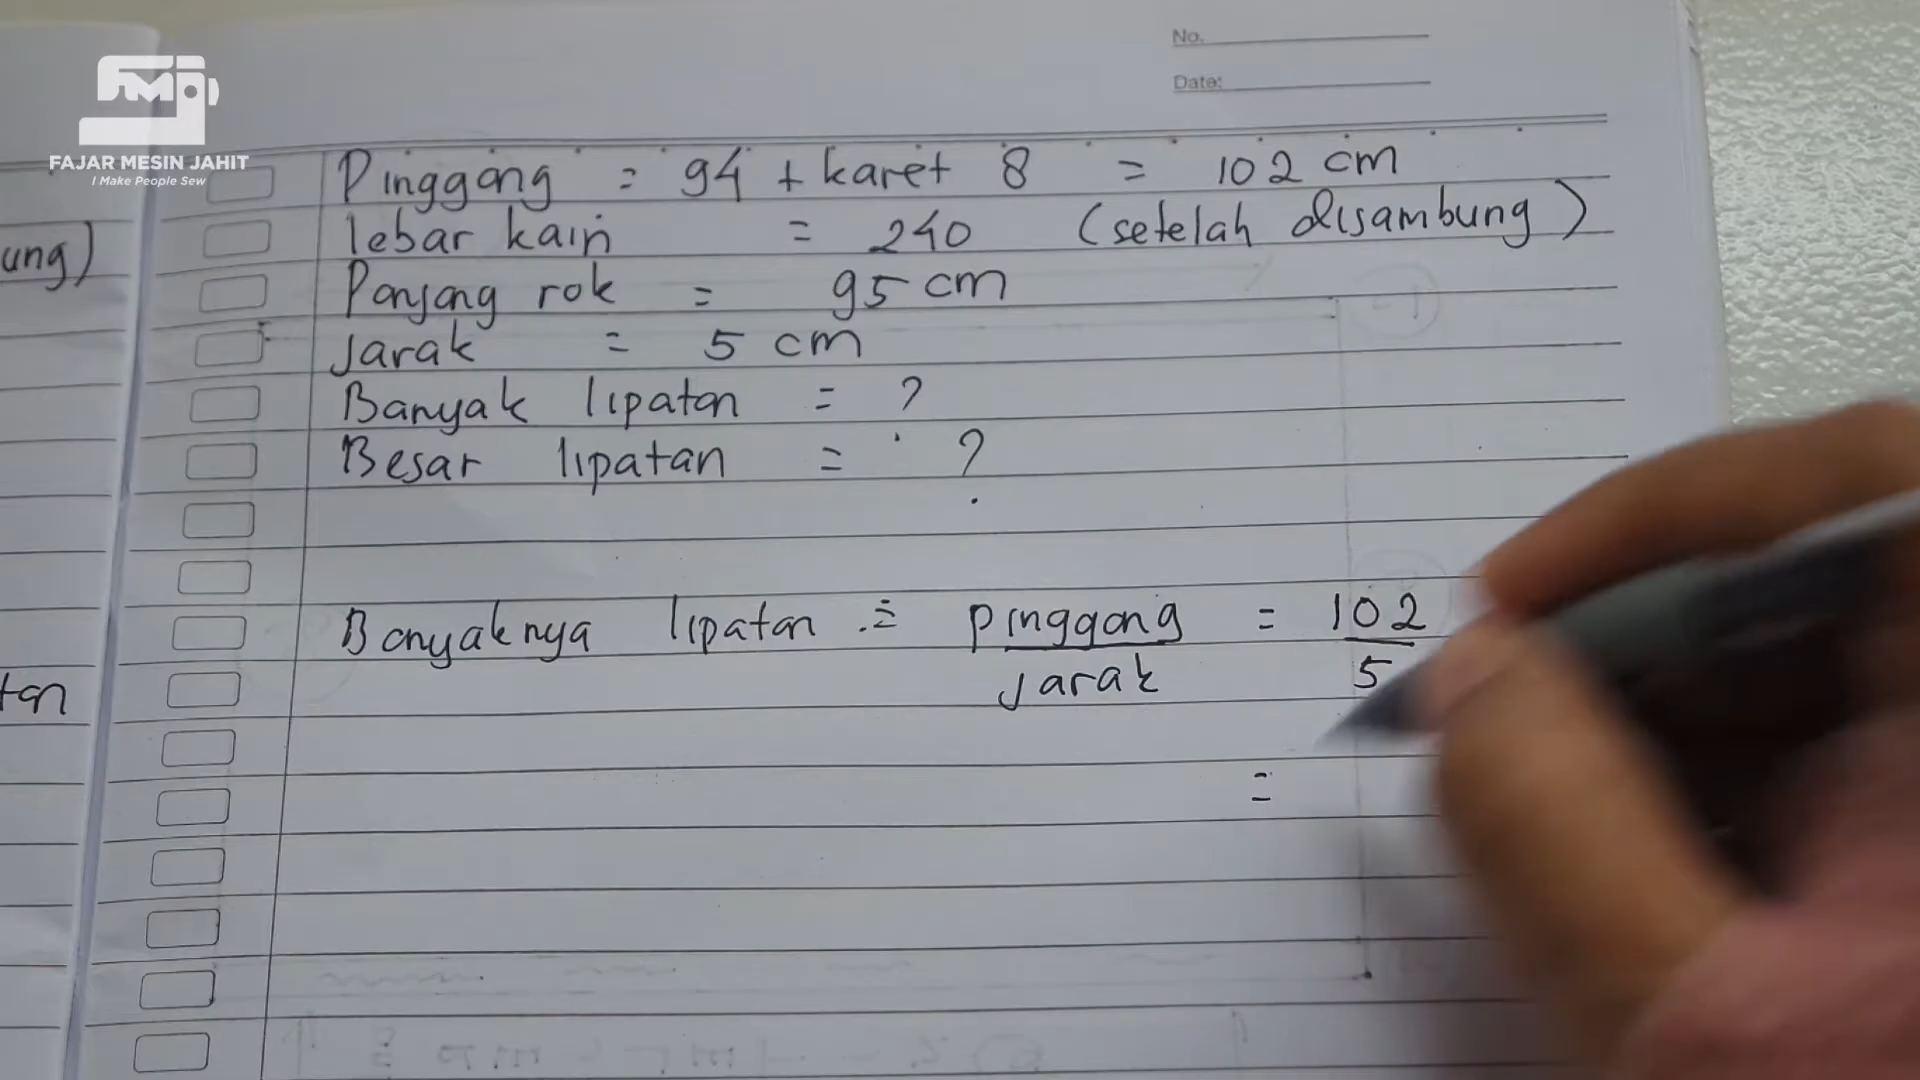 FAJAR MESIN JAHIT
I Make People Sew
No.
Date:
Pinggang = 94 + karet 8 = 102 cm
lebar kain = 240 (setelah disambung)
Panjang rok = 95 cm
Jarak = 5 cm
Banyak lipatan = ?
Besar lipatan = ?
Banyaknya lipatan = pinggang = 102
jarak 5
=
ung)
tan